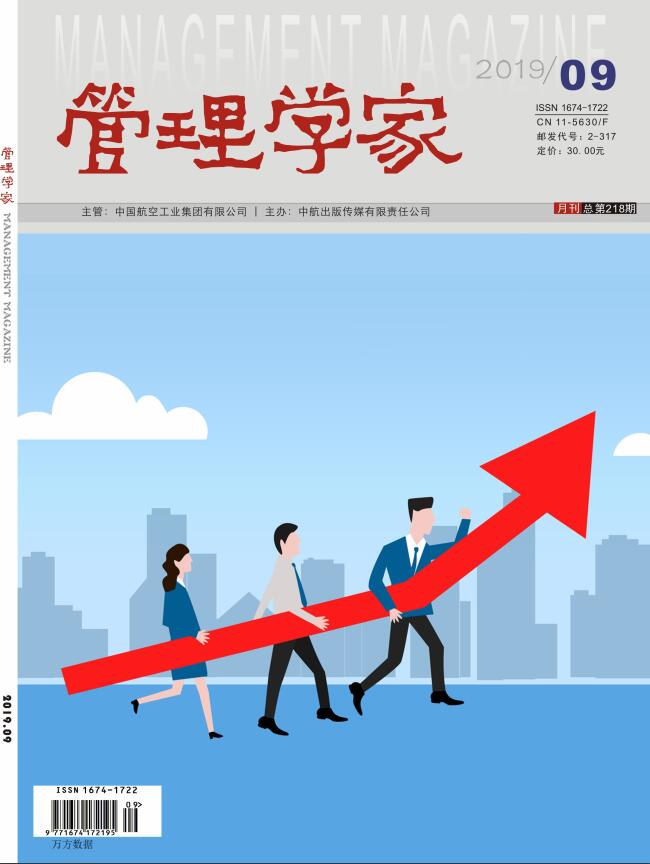 MANAGEMENT MAGAZINE
2019/09
管理学家
ISSN 1674-1722
CN 11-5630/F
邮发代号：2-317
定价：30.00元
主管：中国航空工业集团有限公司 | 主办：中航出版传媒有限责任公司
月刊 总第218期
管理学家 MANAGEMENT MAGAZINE
2019.09
ISSN 1674-1722
09>
9 771674 172195
万方数据